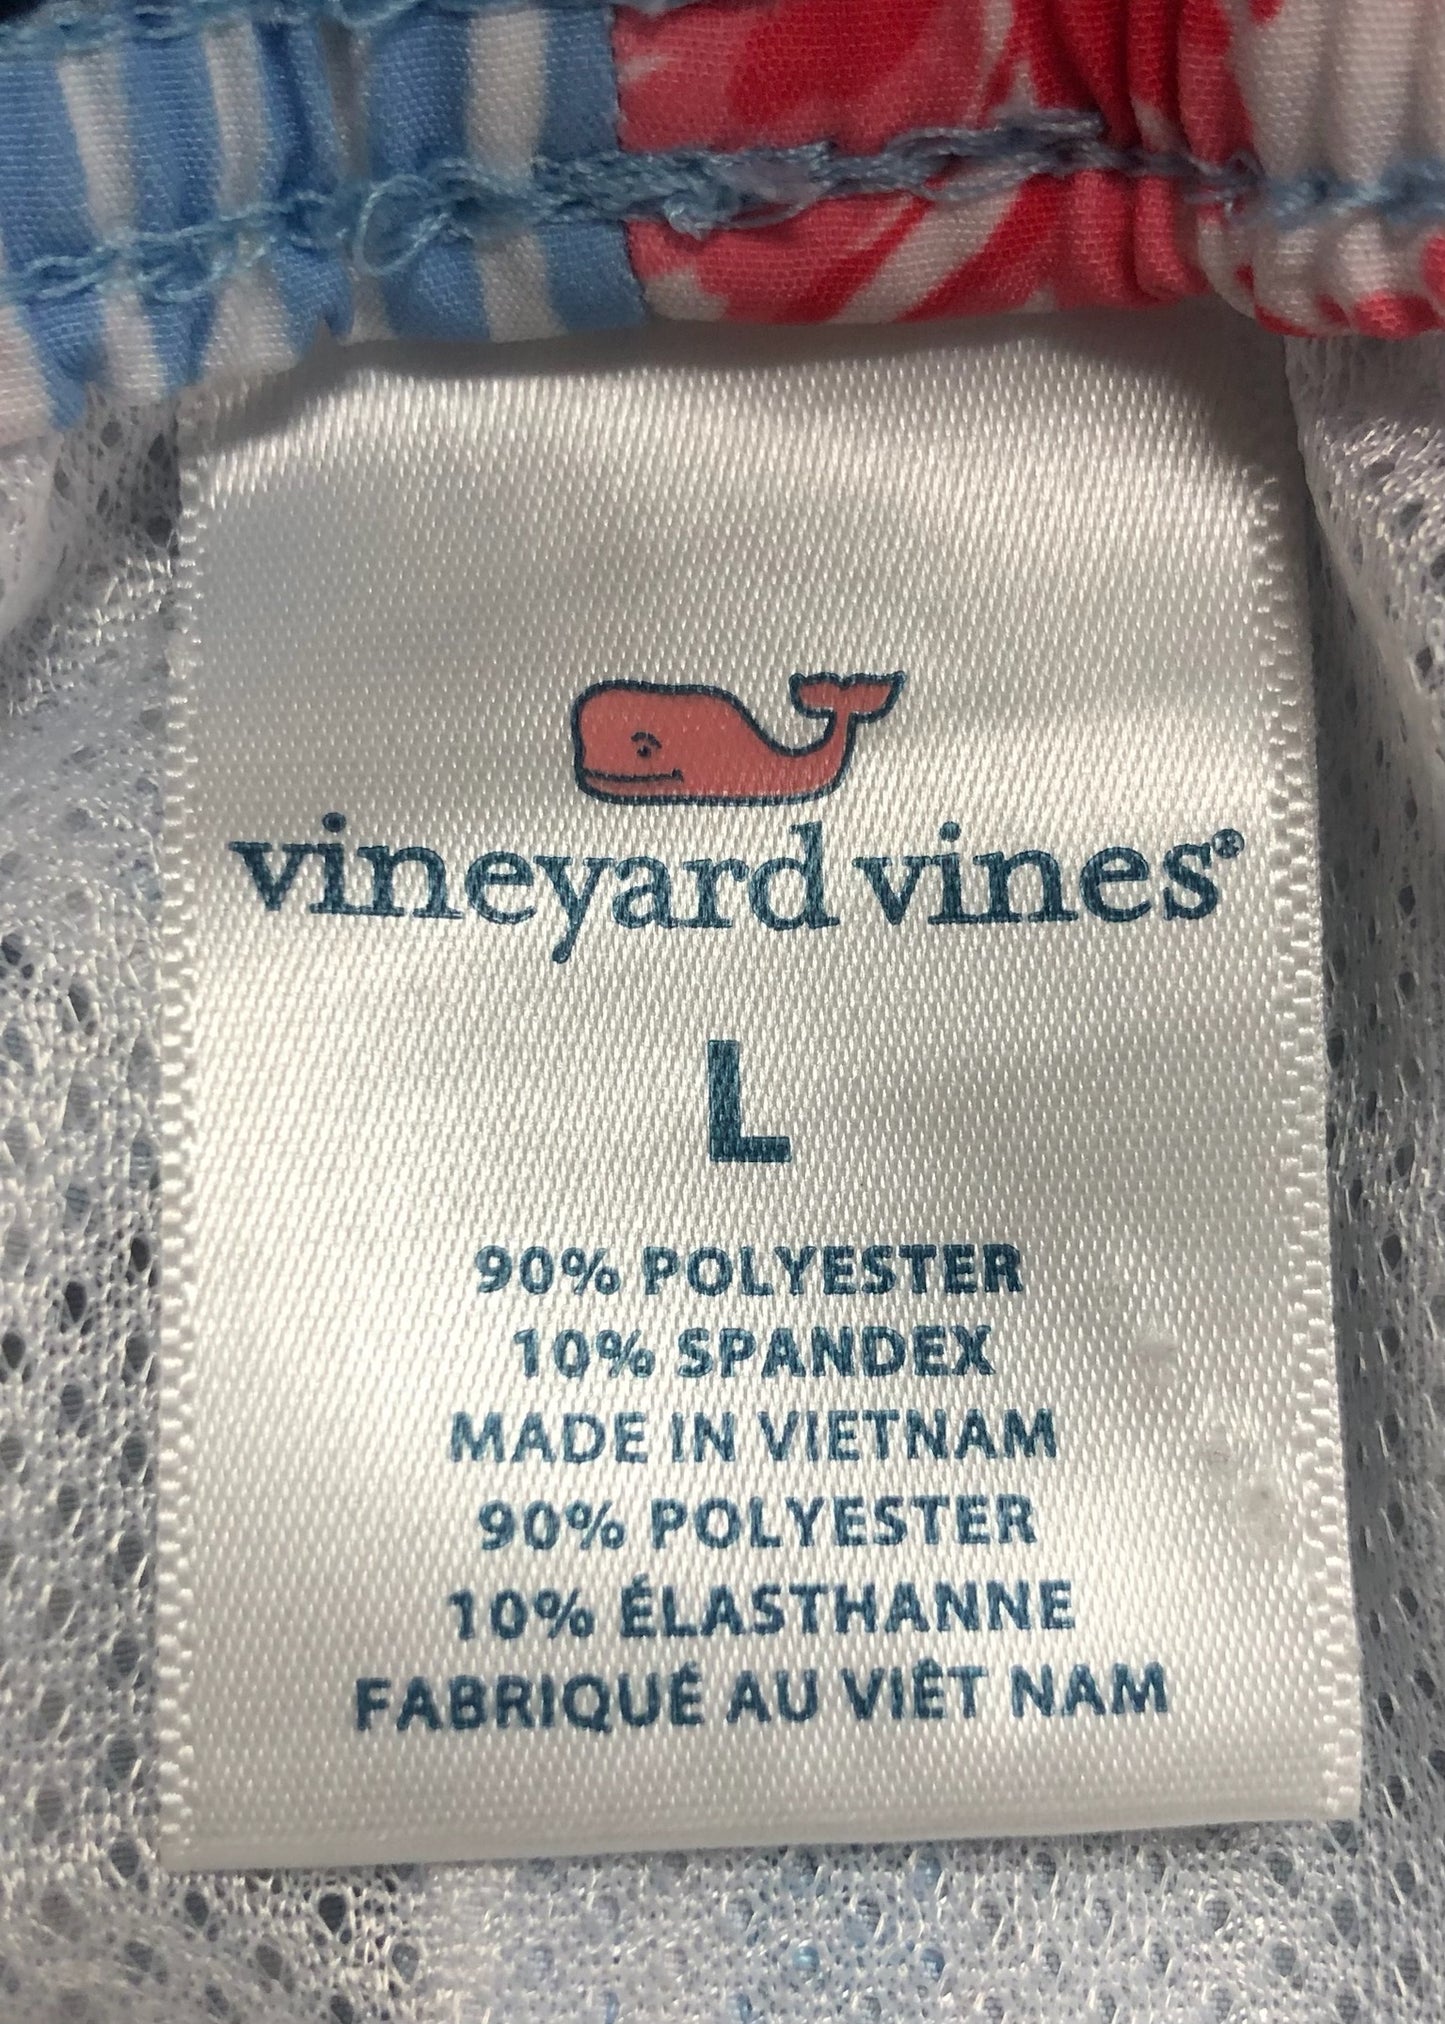 vineyard vines®
L
90% POLYESTER
10% SPANDEX
MADE IN VIETNAM
90% POLYESTER
10% ÉLASTHANNE
FABRIQUÉ AU VIÊT NAM